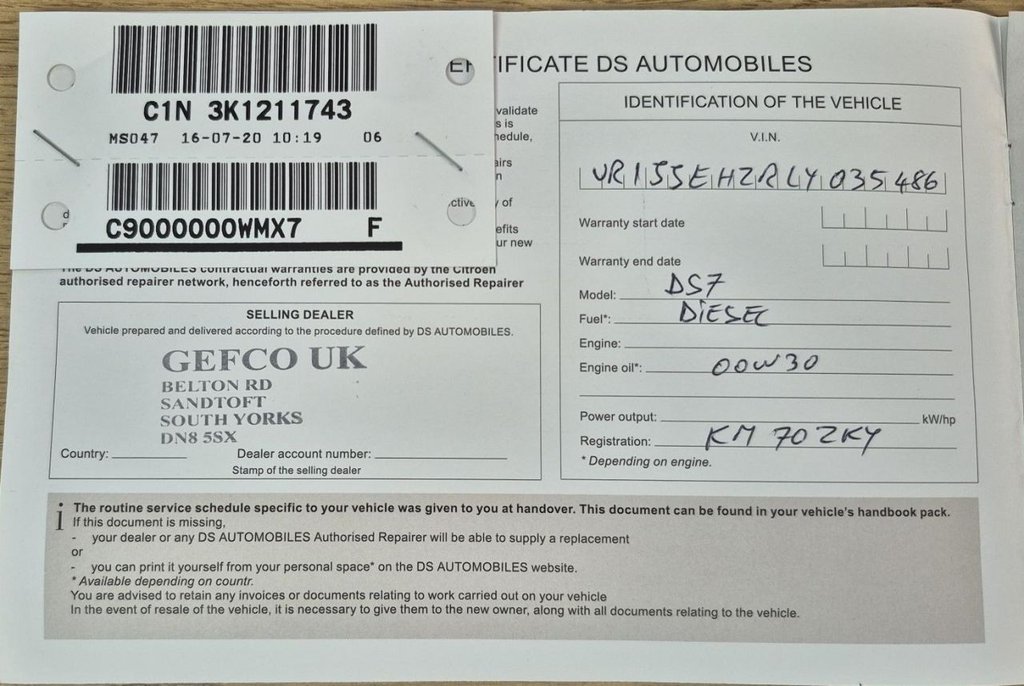 C1N 3K1211743
MS047 16-07-20 10:19 06
C9000000WMX7 F
TIFICATE DS AUTOMOBILES
validate
s is
hedule,
airs
n
d
r,
ctive
y of
efits
ur new
The DS AUTOMOBILES contractual warranties are provided by the Citroën
authorised repairer network, henceforth referred to as the Authorised Repairer
SELLING DEALER
Vehicle prepared and delivered according to the procedure defined by DS AUTOMOBILES.
GEFCO UK
BELTON RD
SANDTOFT
SOUTH YORKS
DN8 5SX
Country:
Dealer account number:
Stamp of the selling dealer
IDENTIFICATION OF THE VEHICLE
V.I.N.
VR1JJEHZRLY035486
Warranty start date
Warranty end date
Model: DS7
Fuel*: DIESEL
Engine:
Engine oil*: 00W30
Power output: kW/hp
Registration: KM 70 ZKY
* Depending on engine.
i
The routine service schedule specific to your vehicle was given to you at handover. This document can be found in your vehicle's handbook pack.
If this document is missing,
- your dealer or any DS AUTOMOBILES Authorised Repairer will be able to supply a replacement
or
- you can print it yourself from your personal space* on the DS AUTOMOBILES website.
* Available depending on countr.
You are advised to retain any invoices or documents relating to work carried out on your vehicle
In the event of resale of the vehicle, it is necessary to give them to the new owner, along with all documents relating to the vehicle.